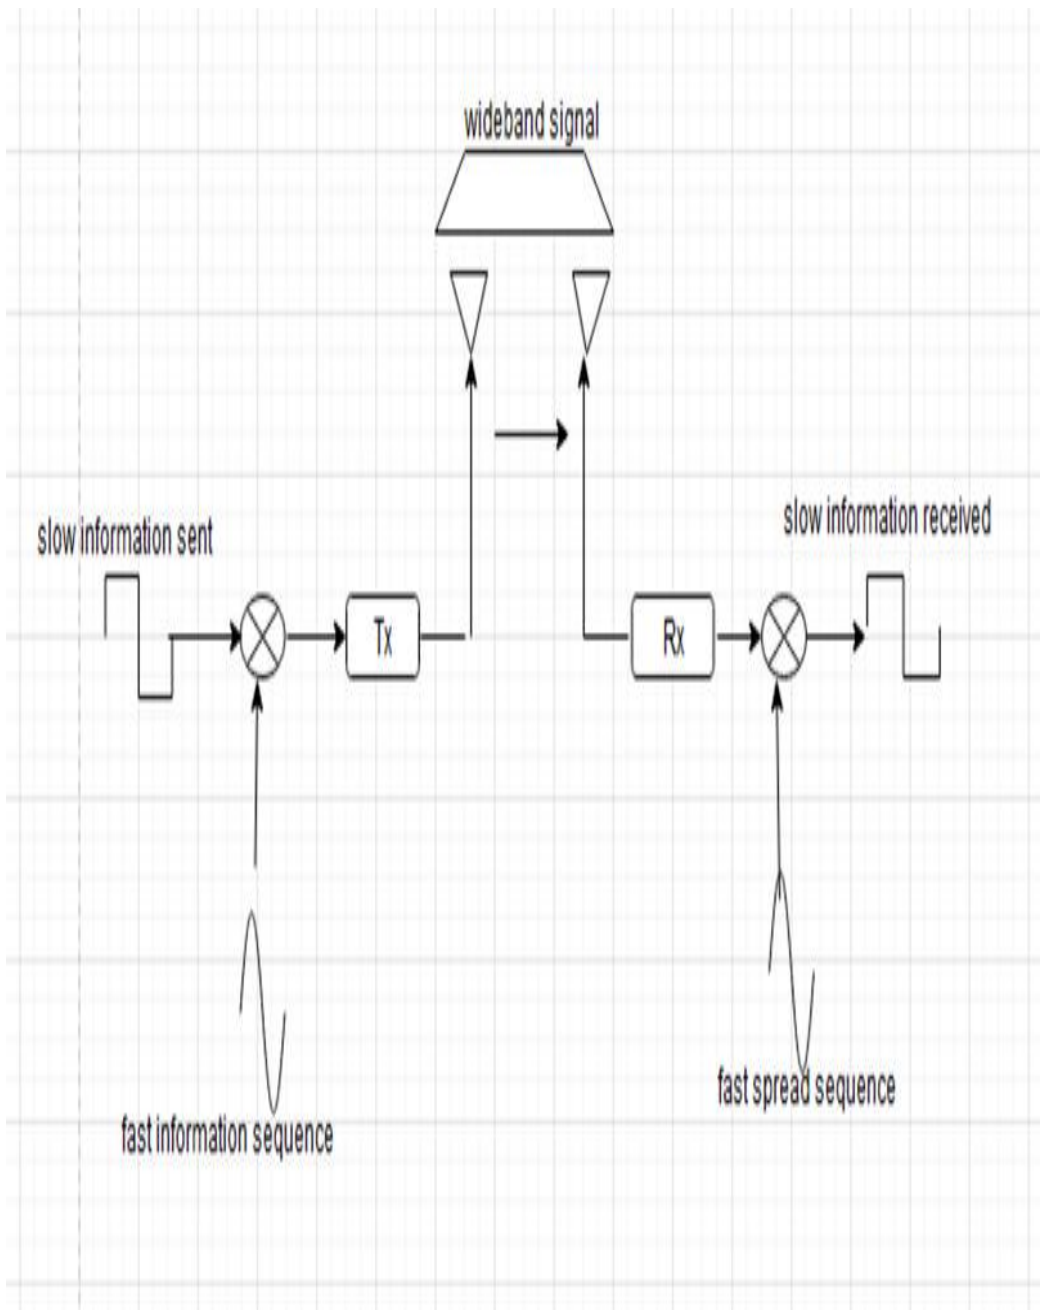 wideband signal
slow information sent
slow information received
Tx
Rx
fast spread sequence
fast information sequence